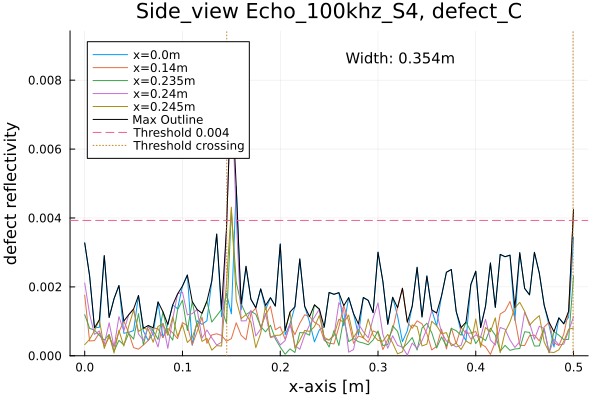 Side_view Echo_100khz_S4, defect_C
Width: 0.354m
x=0.0m
x=0.14m
x=0.235m
x=0.24m
x=0.245m
Max Outline
Threshold 0.004
Threshold crossing
defect reflectivity
0.008
0.006
0.004
0.002
0.000
0.0 0.1 0.2 0.3 0.4 0.5
x-axis [m]